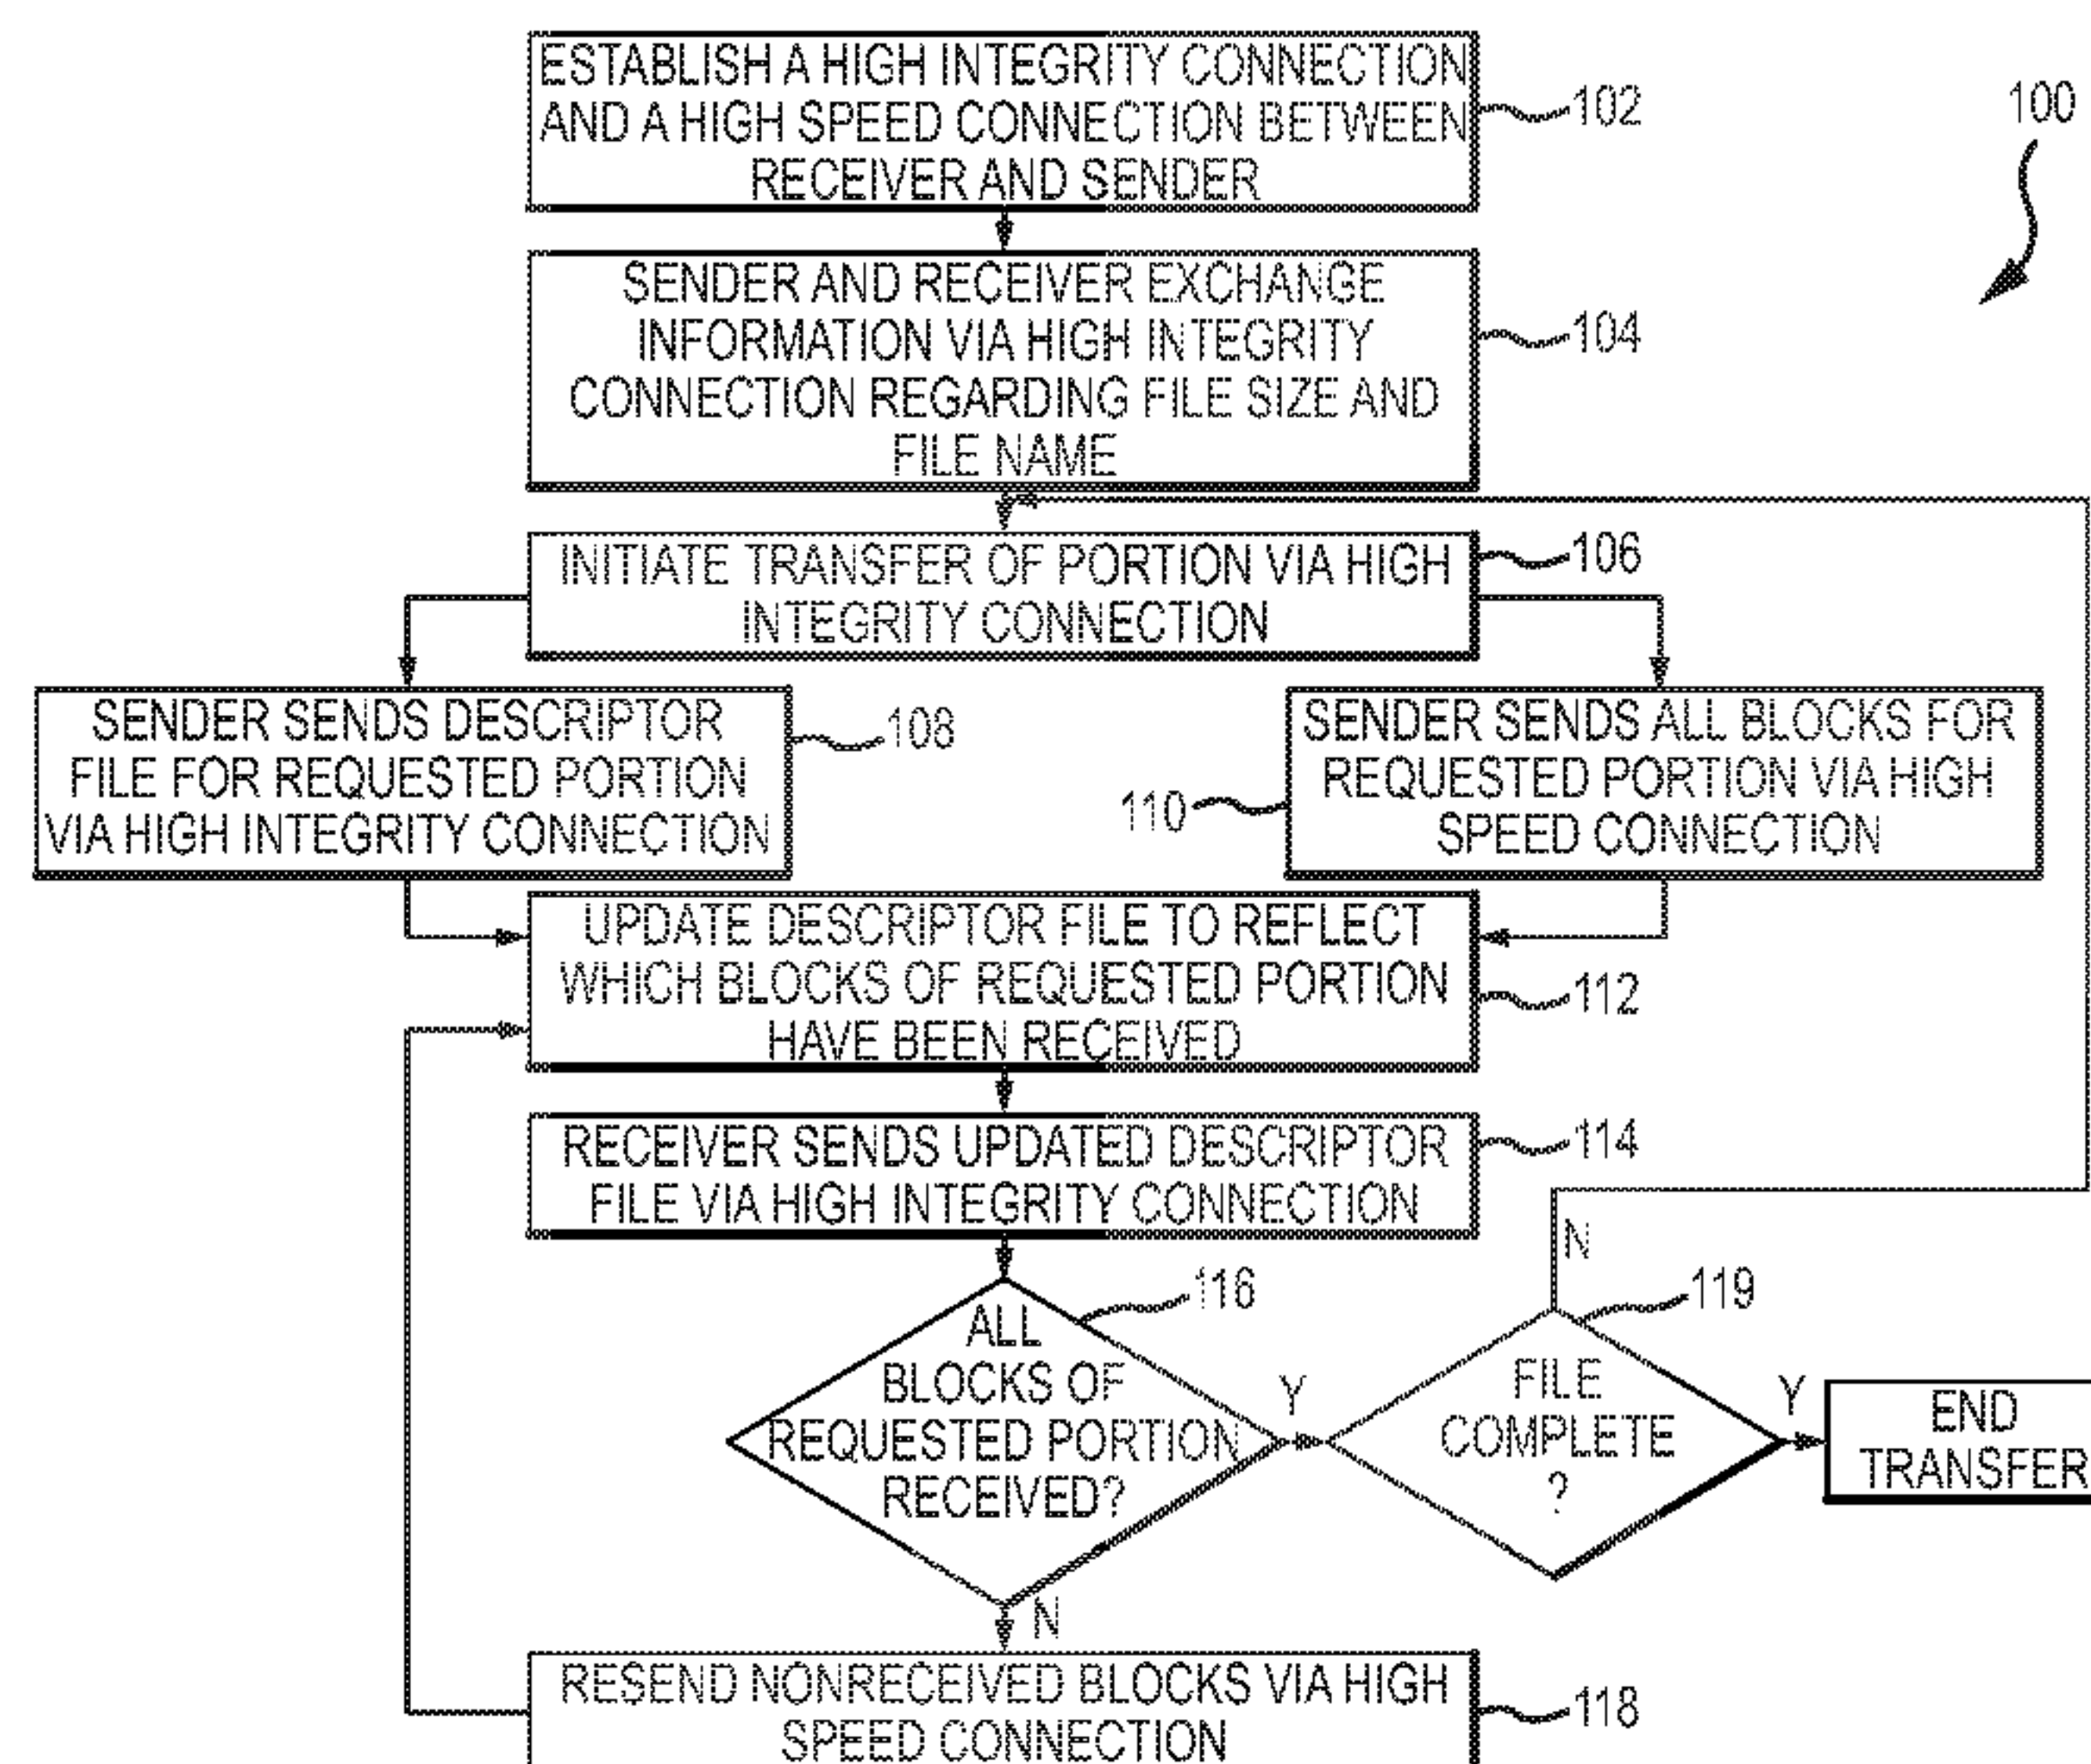 ESTABLISH A HIGH INTEGRITY CONNECTION
AND A HIGH SPEED CONNECTION BETWEEN
RECEIVER AND SENDER
102
100
SENDER AND RECEIVER EXCHANGE
INFORMATION VIA HIGH INTEGRITY
CONNECTION REGARDING FILE SIZE AND
FILE NAME
104
INITIATE TRANSFER OF PORTION VIA HIGH
INTEGRITY CONNECTION
106
SENDER SENDS DESCRIPTOR
FILE FOR REQUESTED PORTION
VIA HIGH INTEGRITY CONNECTION
108
110
SENDER SENDS ALL BLOCKS FOR
REQUESTED PORTION VIA HIGH
SPEED CONNECTION
UPDATE DESCRIPTOR FILE TO REFLECT
WHICH BLOCKS OF REQUESTED PORTION
HAVE BEEN RECEIVED
112
RECEIVER SENDS UPDATED DESCRIPTOR
FILE VIA HIGH INTEGRITY CONNECTION
114
ALL
BLOCKS OF
REQUESTED PORTION
RECEIVED?
116
Y
N
FILE
COMPLETE
?
119
N
Y
END
TRANSFER
RESEND NONRECEIVED BLOCKS VIA HIGH
SPEED CONNECTION
118